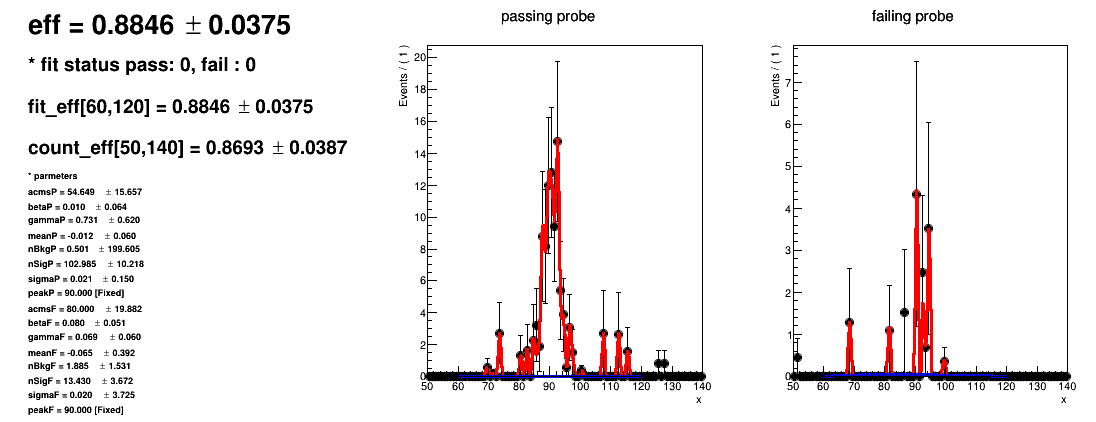 eff = 0.8846 ± 0.0375
* fit status pass: 0, fail : 0
fit_eff[60,120] = 0.8846 ± 0.0375
count_eff[50,140] = 0.8693 ± 0.0387
* parmeters
acmsP = 54.649 ± 15.657
betaP = 0.010 ± 0.064
gammaP = 0.731 ± 0.620
meanP = -0.012 ± 0.060
nBkgP = 0.501 ± 199.605
nSigP = 102.985 ± 10.218
sigmaP = 0.021 ± 0.150
peakP = 90.000 [Fixed]
acmsF = 80.000 ± 19.882
betaF = 0.080 ± 0.051
gammaF = 0.069 ± 0.060
meanF = -0.065 ± 0.392
nBkgF = 1.885 ± 1.531
nSigF = 13.430 ± 3.672
sigmaF = 0.020 ± 3.725
peakF = 90.000 [Fixed]
passing probe
Events / ( 1 )
20
18
16
14
12
10
8
6
4
2
0
50 60 70 80 90 100 110 120 130 140
x
failing probe
Events / ( 1 )
7
6
5
4
3
2
1
0
50 60 70 80 90 100 110 120 130 140
x